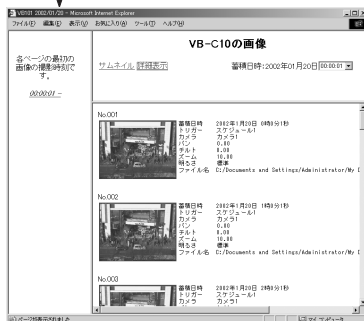 VB101 2002/01/20 - Microsoft Internet Explorer
ファイル(F) 編集(E) 表示(V) お気に入り(A) ツール(T) ヘルプ(H)
各ページの最初の
画像の撮影時刻で
す。
00:00:01 ~
VB-C10の画像
サムネイル 詳細表示
蓄積日時:2002年01月20日 00:00:01
No.001
蓄積日時 2002年1月20日 0時0分1秒
トリガー スケジュール1
カメラ カメラ1
パン 0.00
チルト 0.00
ズーム 10.00
明るさ 標準
ファイル名 C:/Documents and Settings/Administrator/My D
No.002
蓄積日時 2002年1月20日 1時0分1秒
トリガー スケジュール1
カメラ カメラ1
パン 0.00
チルト 0.00
ズーム 10.00
明るさ 標準
ファイル名 C:/Documents and Settings/Administrator/My D
No.003
蓄積日時 2002年1月20日 2時0分1秒
トリガー スケジュール1
カメラ カメラ1
ページが表示されました
マイ コンピュータ